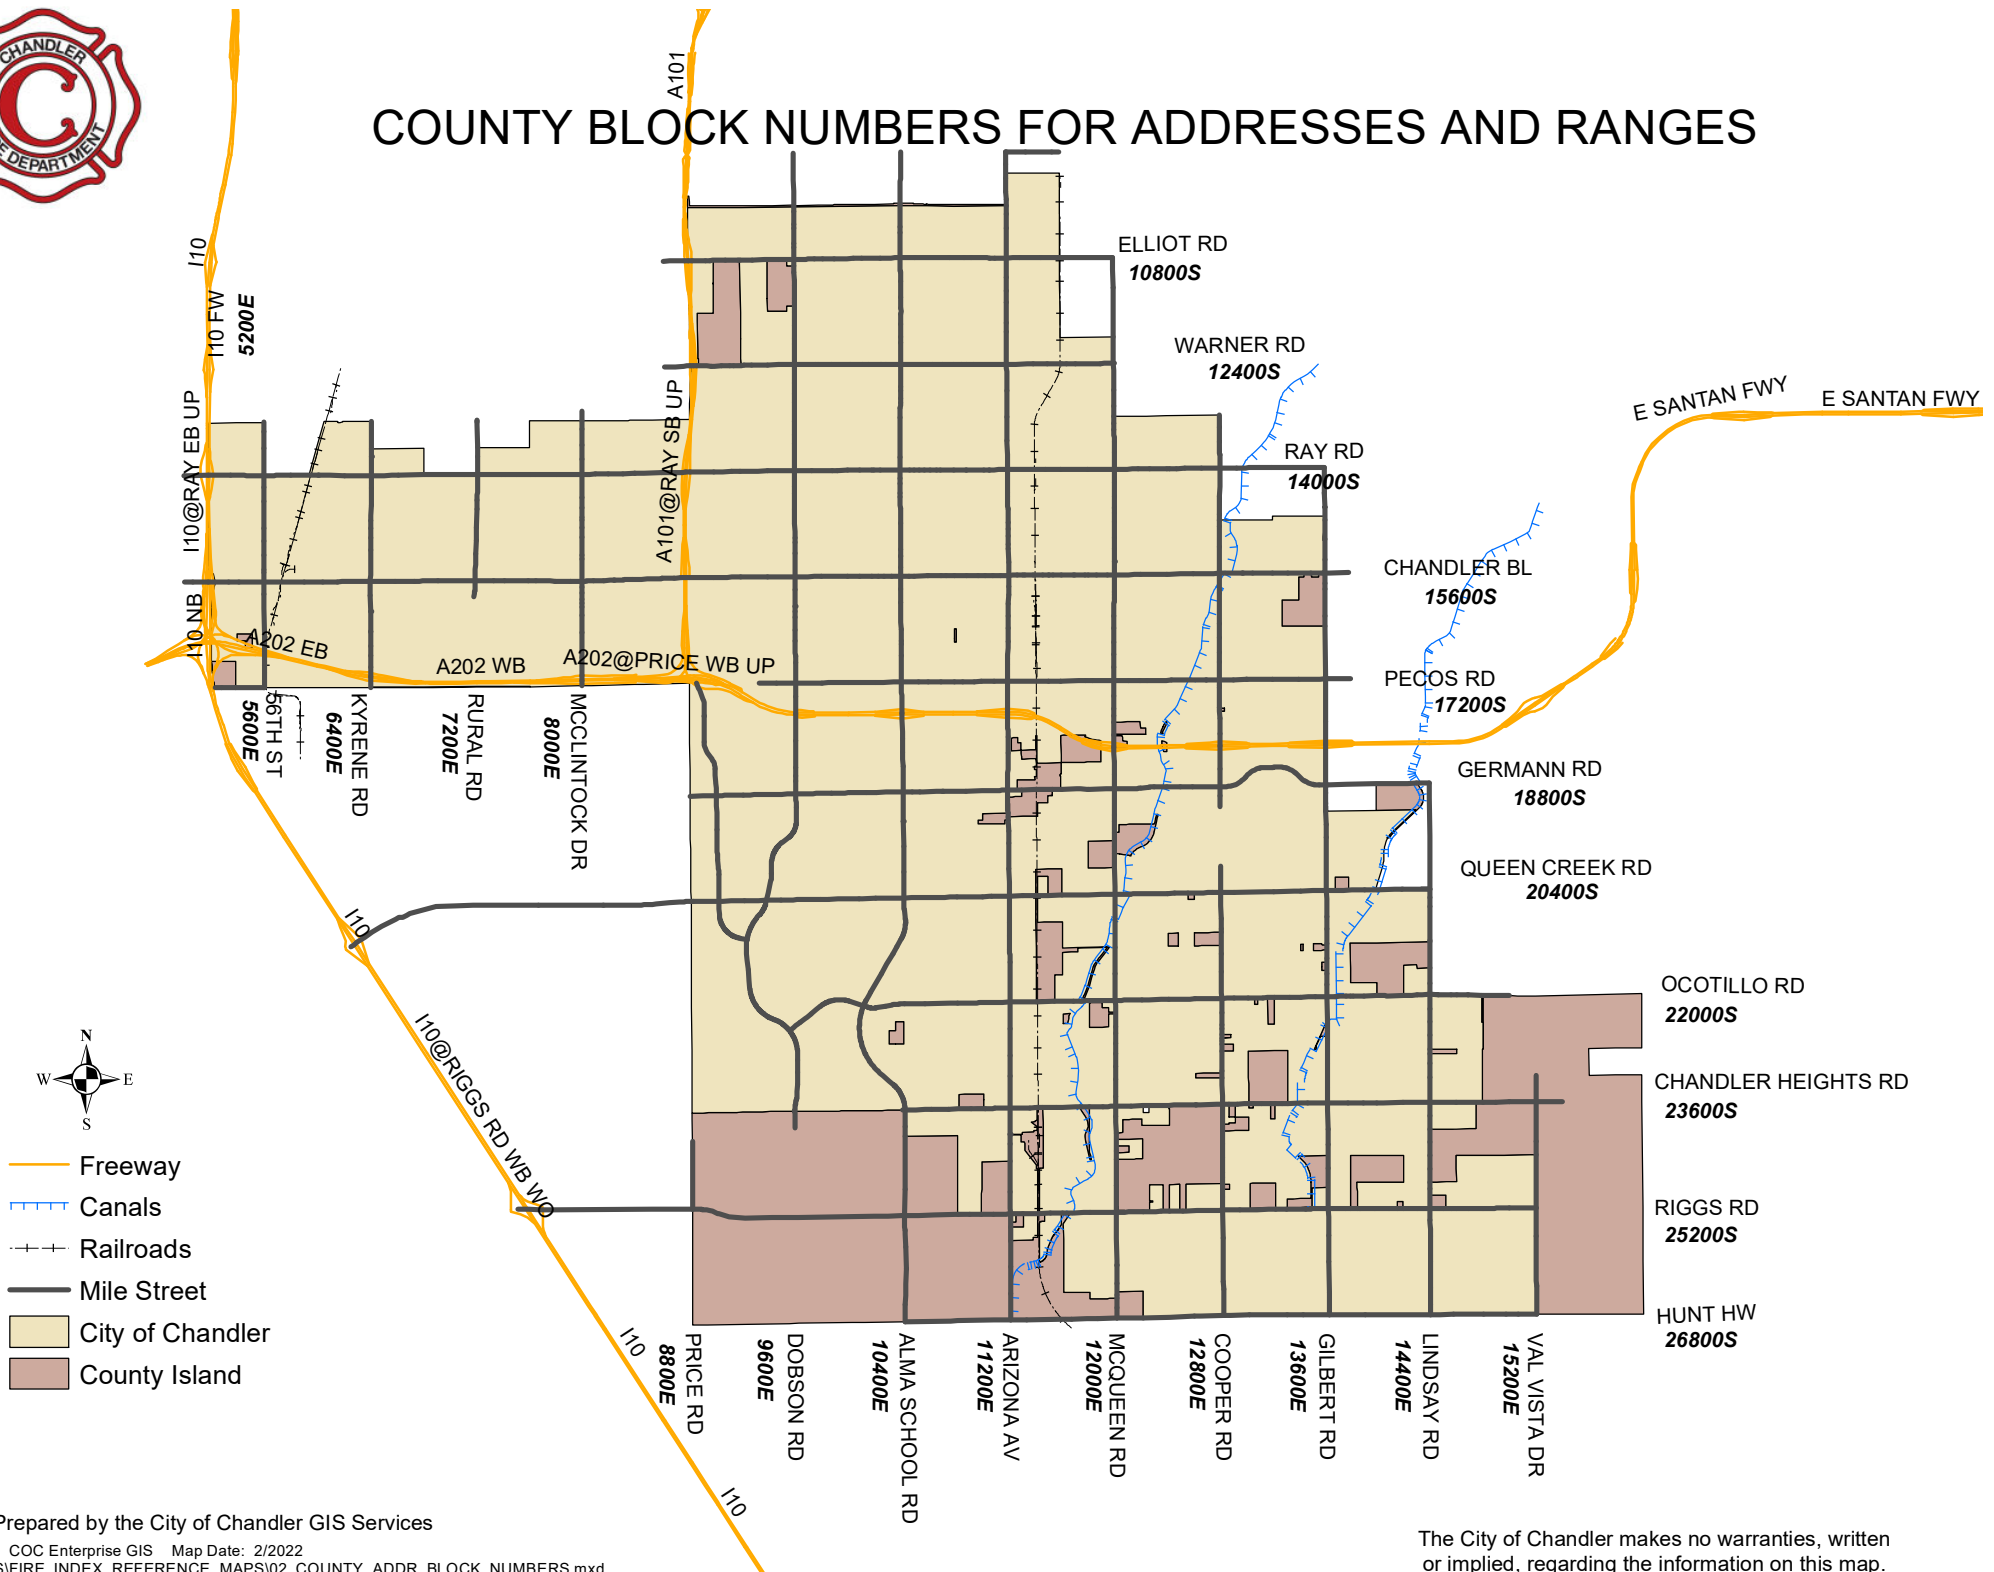 CHANDLER
C
DEPARTMENT
COUNTY BLOCK NUMBERS FOR ADDRESSES AND RANGES
A101
I10
I10 FW
5200E
I10@RAY EB UP
A101@RAY SB UP
I10 NB
ELLIOT RD
10800S
WARNER RD
12400S
E SANTAN FWY
E SANTAN FWY
RAY RD
14000S
CHANDLER BL
15600S
A202 EB
A202 WB
A202@PRICE WB UP
PECOS RD
17200S
56TH ST
5600E
KYRENE RD
6400E
RURAL RD
7200E
MCCLINTOCK DR
8000E
GERMANN RD
18800S
QUEEN CREEK RD
20400S
I10
OCOTILLO RD
22000S
I10@RIGGS RD WB WO
CHANDLER HEIGHTS RD
23600S
RIGGS RD
25200S
HUNT HW
26800S
N
W E
S
Freeway
Canals
Railroads
Mile Street
City of Chandler
County Island
I10
PRICE RD
8800E
DOBSON RD
9600E
ALMA SCHOOL RD
10400E
ARIZONA AV
11200E
MCQUEEN RD
12000E
COOPER RD
12800E
GILBERT RD
13600E
LINDSAY RD
14400E
VAL VISTA DR
15200E
I10
Prepared by the City of Chandler GIS Services
COC Enterprise GIS Map Date: 2/2022
S\FIRE_INDEX_REFERENCE_MAPS\02_COUNTY_ADDR_BLOCK_NUMBERS.mxd
The City of Chandler makes no warranties, written
or implied, regarding the information on this map.